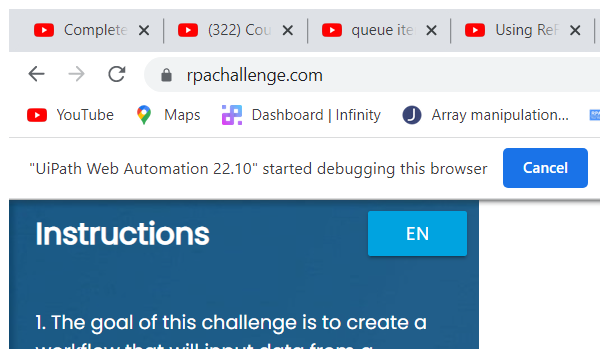 Complete (322) Cou queue ite Using ReF
rpachallenge.com
YouTube Maps Dashboard | Infinity Array manipulation...
"UiPath Web Automation 22.10" started debugging this browser Cancel
Instructions EN
1. The goal of this challenge is to create a
workflow that will input data from a